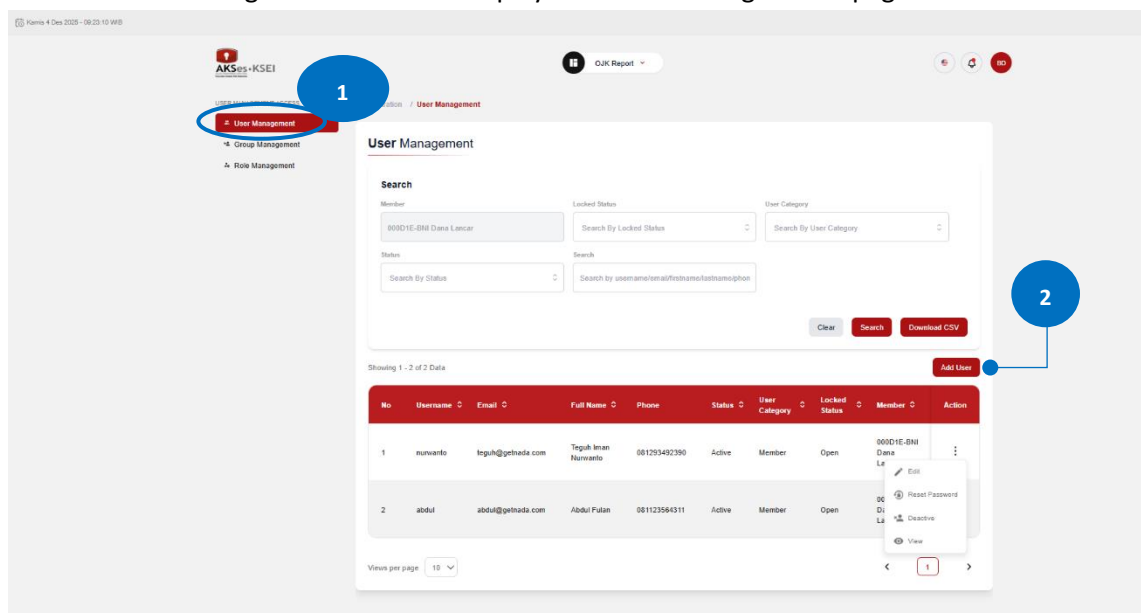 Kamis 4 Des 2025 - 09:23:10 WIB
AKSes-KSEI
OJK Report
BD
1
User Management
User Management
Group Management
Role Management
User Management
Search
Member
Locked Status
User Category
000D1E-BNI Dana Lancar
Search By Locked Status
Search By User Category
Status
Search
Search By Status
Search by username/email/firstname/lastname/phon
2
Clear
Search
Download CSV
Showing 1 - 2 of 2 Data
Add User
No Username Email Full Name Phone Status User Category Locked Status Member Action
1 nurwanto teguh@getnada.com Teguh Iman Nurwanto 081293492390 Active Member Open 000D1E-BNI Dana
Edit
Reset Password
2 abdul abdul@getnada.com Abdul Fulan 081123564311 Active Member Open
Deactive
View
Views per page 10
1